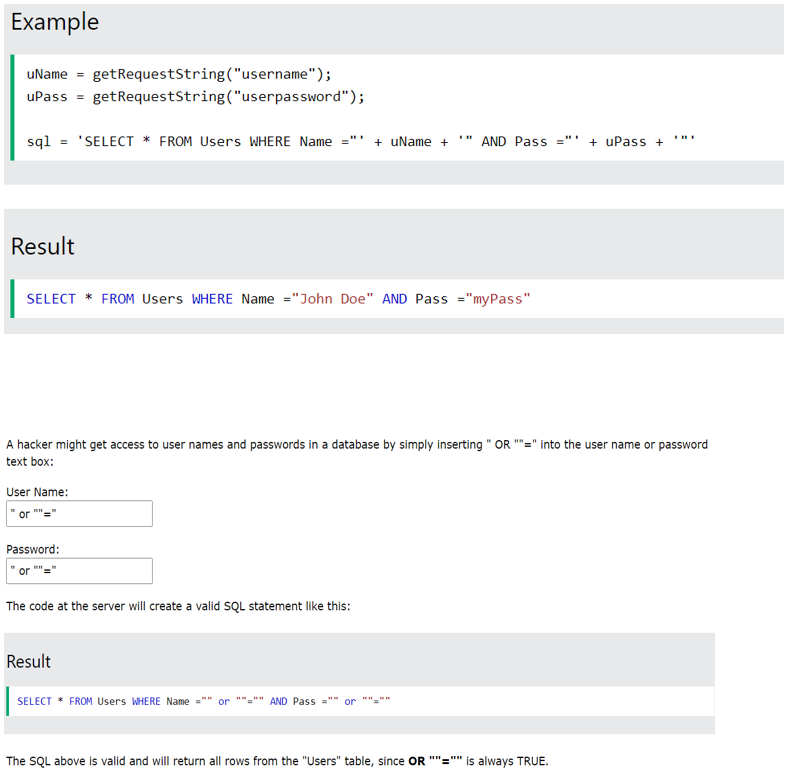 Example
uName = getRequestString("username");
uPass = getRequestString("userpassword");
sql = 'SELECT * FROM Users WHERE Name ="' + uName + '" AND Pass ="' + uPass + '"'
Result
SELECT * FROM Users WHERE Name ="John Doe" AND Pass ="myPass"
A hacker might get access to user names and passwords in a database by simply inserting " OR ""=" into the user name or password
text box:
User Name:
" or ""="
Password:
" or ""="
The code at the server will create a valid SQL statement like this:
Result
SELECT * FROM Users WHERE Name ="" or ""="" AND Pass ="" or ""=""
The SQL above is valid and will return all rows from the "Users" table, since OR ""="" is always TRUE.